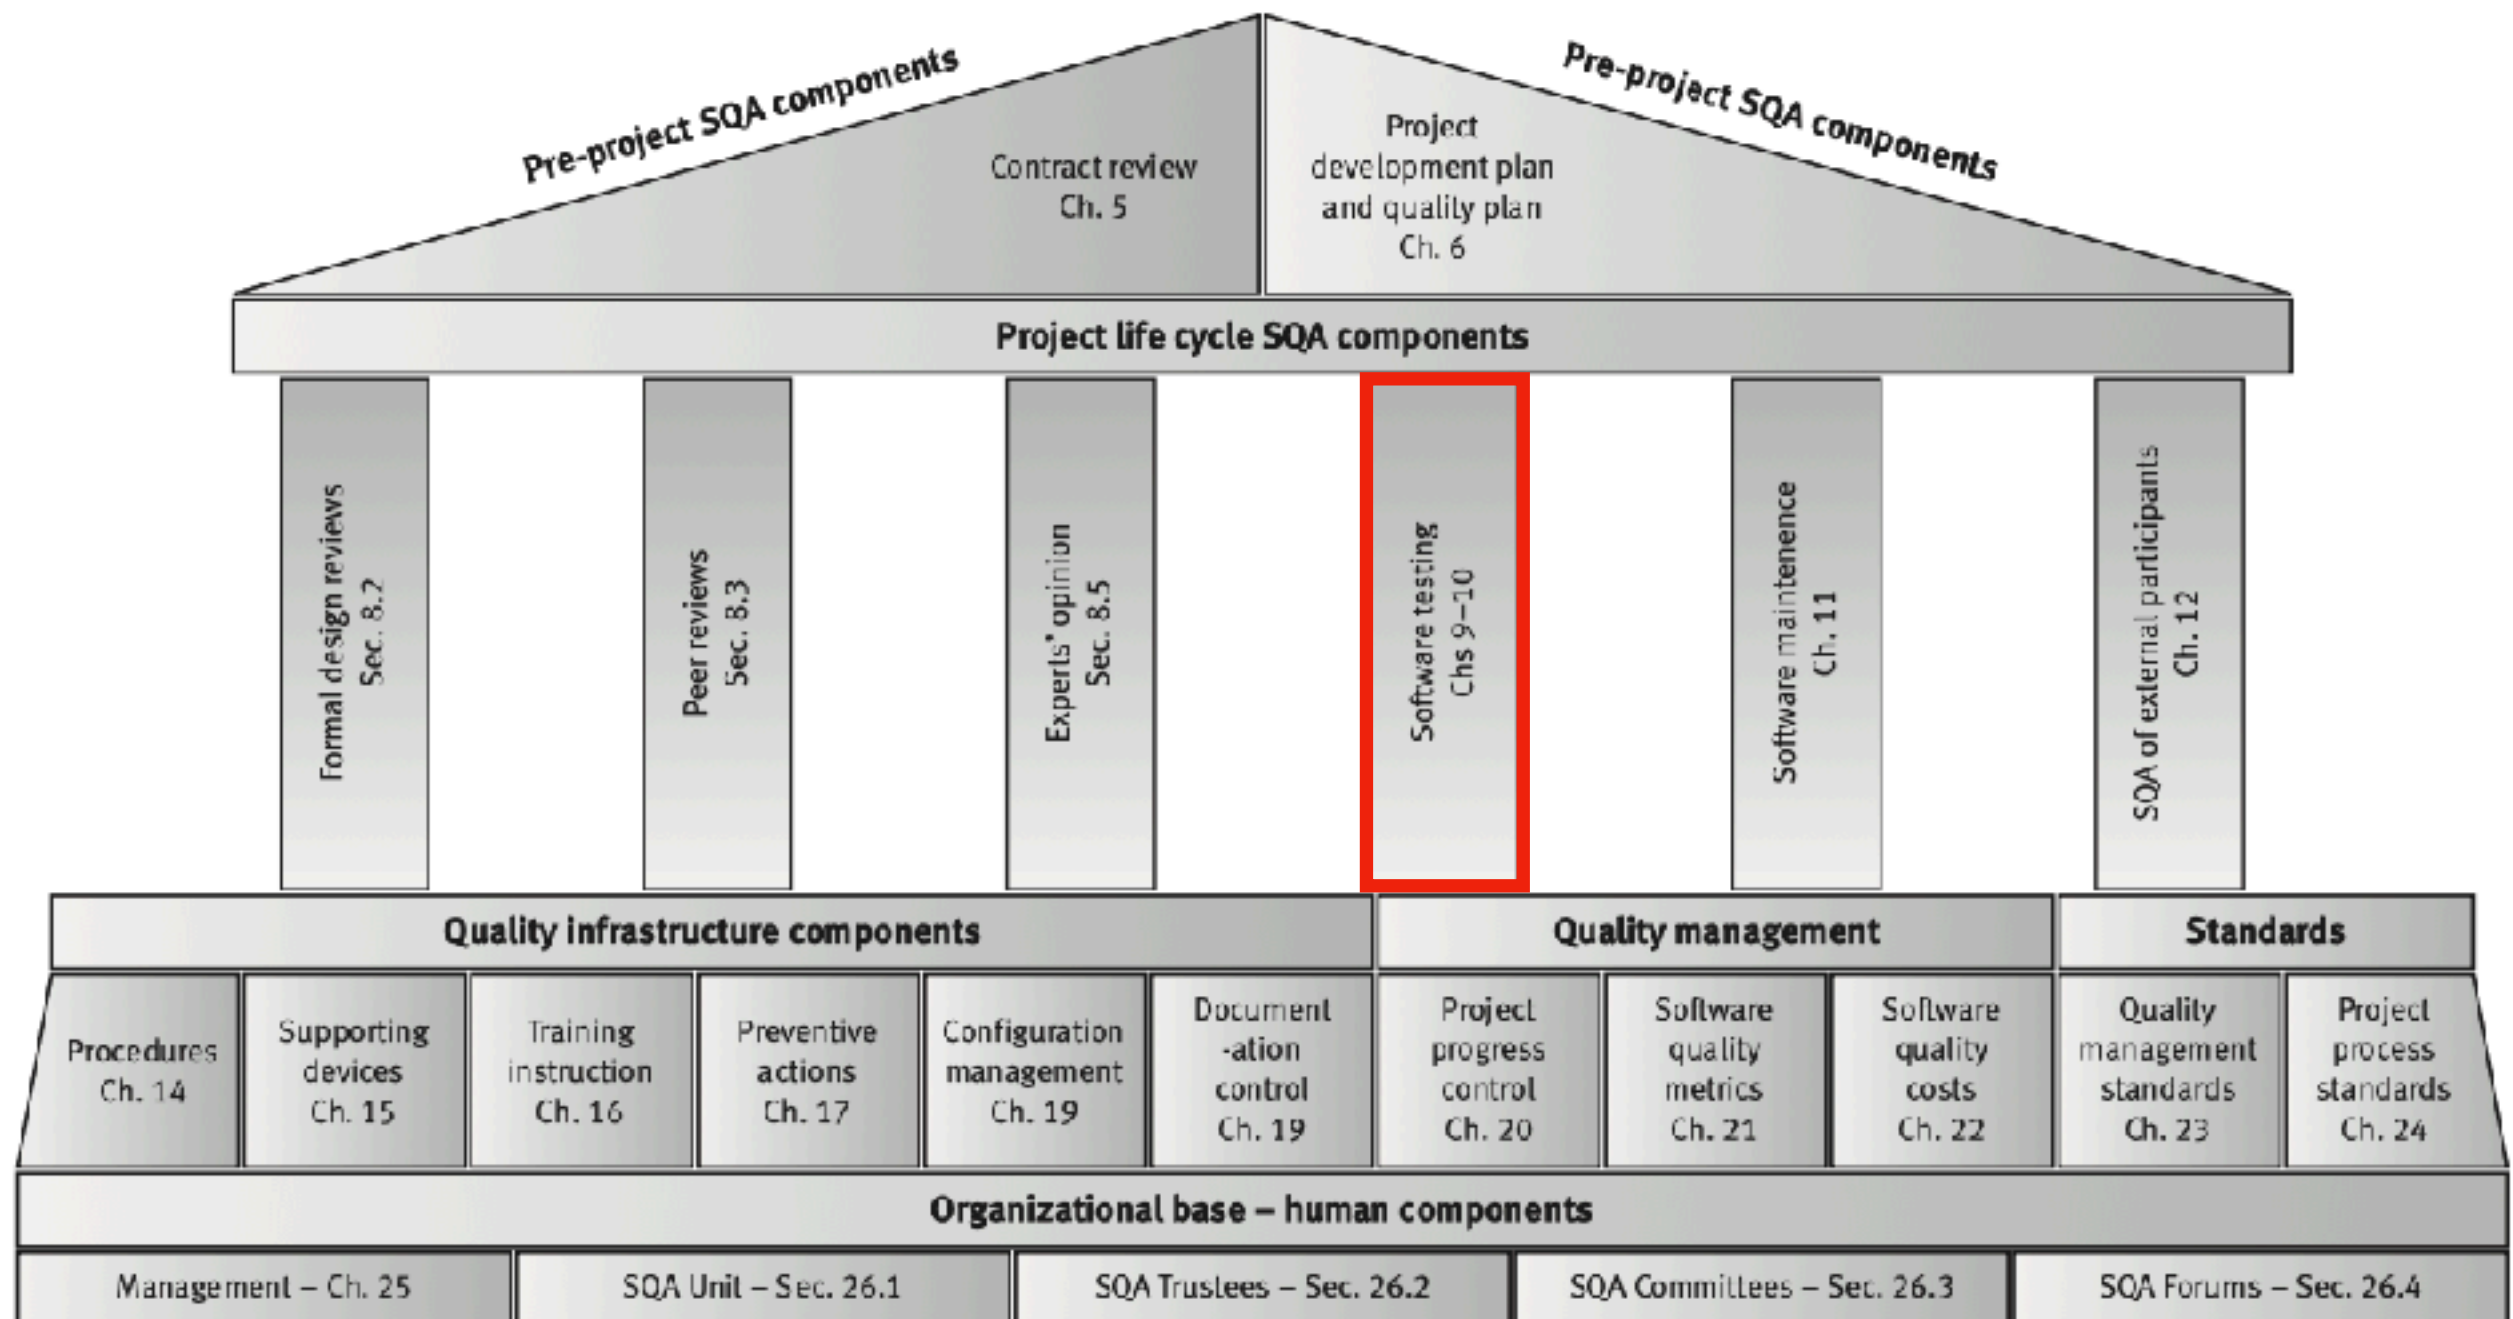 Pre-project SQA components
Pre-project SQA components
Contract review
Ch. 5
Project
development plan
and quality plan
Ch. 6
Project life cycle SQA components
Formal design reviews
Sec. 8.2
Peer reviews
Sec. 8.3
Experts' opinion
Sec. 8.5
Software testing
Chs 9–10
Software maintenence
Ch. 11
SQA of external participants
Ch. 12
Quality infrastructure components
Quality management
Standards
Procedures
Ch. 14
Supporting
devices
Ch. 15
Training
instruction
Ch. 16
Preventive
actions
Ch. 17
Configuration
management
Ch. 19
Document
-ation
control
Ch. 19
Project
progress
control
Ch. 20
Software
quality
metrics
Ch. 21
Software
quality
costs
Ch. 22
Quality
management
standards
Ch. 23
Project
process
standards
Ch. 24
Organizational base – human components
Management – Ch. 25
SQA Unit – Sec. 26.1
SQA Trustees – Sec. 26.2
SQA Committees – Sec. 26.3
SQA Forums – Sec. 26.4